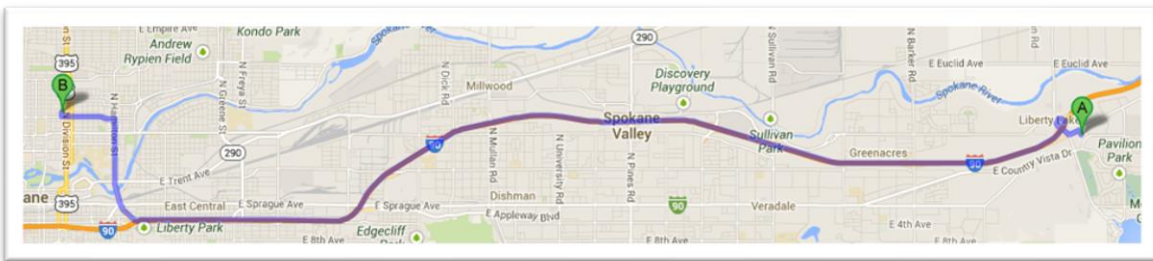 E Empire Ave
Kondo Park
Andrew
Rypien Field
395
B
N Division St
N Freya St
N Greene St
290
E Trent Ave
ane
395
90
East Central
E Sprague Ave
Liberty Park
E 8th Ave
Edgecliff
E Sprague Ave
N Dick Rd
Millwood
90
N Mullan Rd
N University Rd
Dishman
E Appleway Blvd
290
Discovery
Playground
Spokane
Valley
N Pines Rd
90
E 8th Ave
N Sullivan Rd
Sullivan
Park
Veradale
Greenacres
90
E 4th Ave
E 8th Ave
N Barker Rd
E Euclid Ave
Spokane River
Liberty Lake
A
E Euclid Ave
E Country Vista Dr
Pavilion
Park